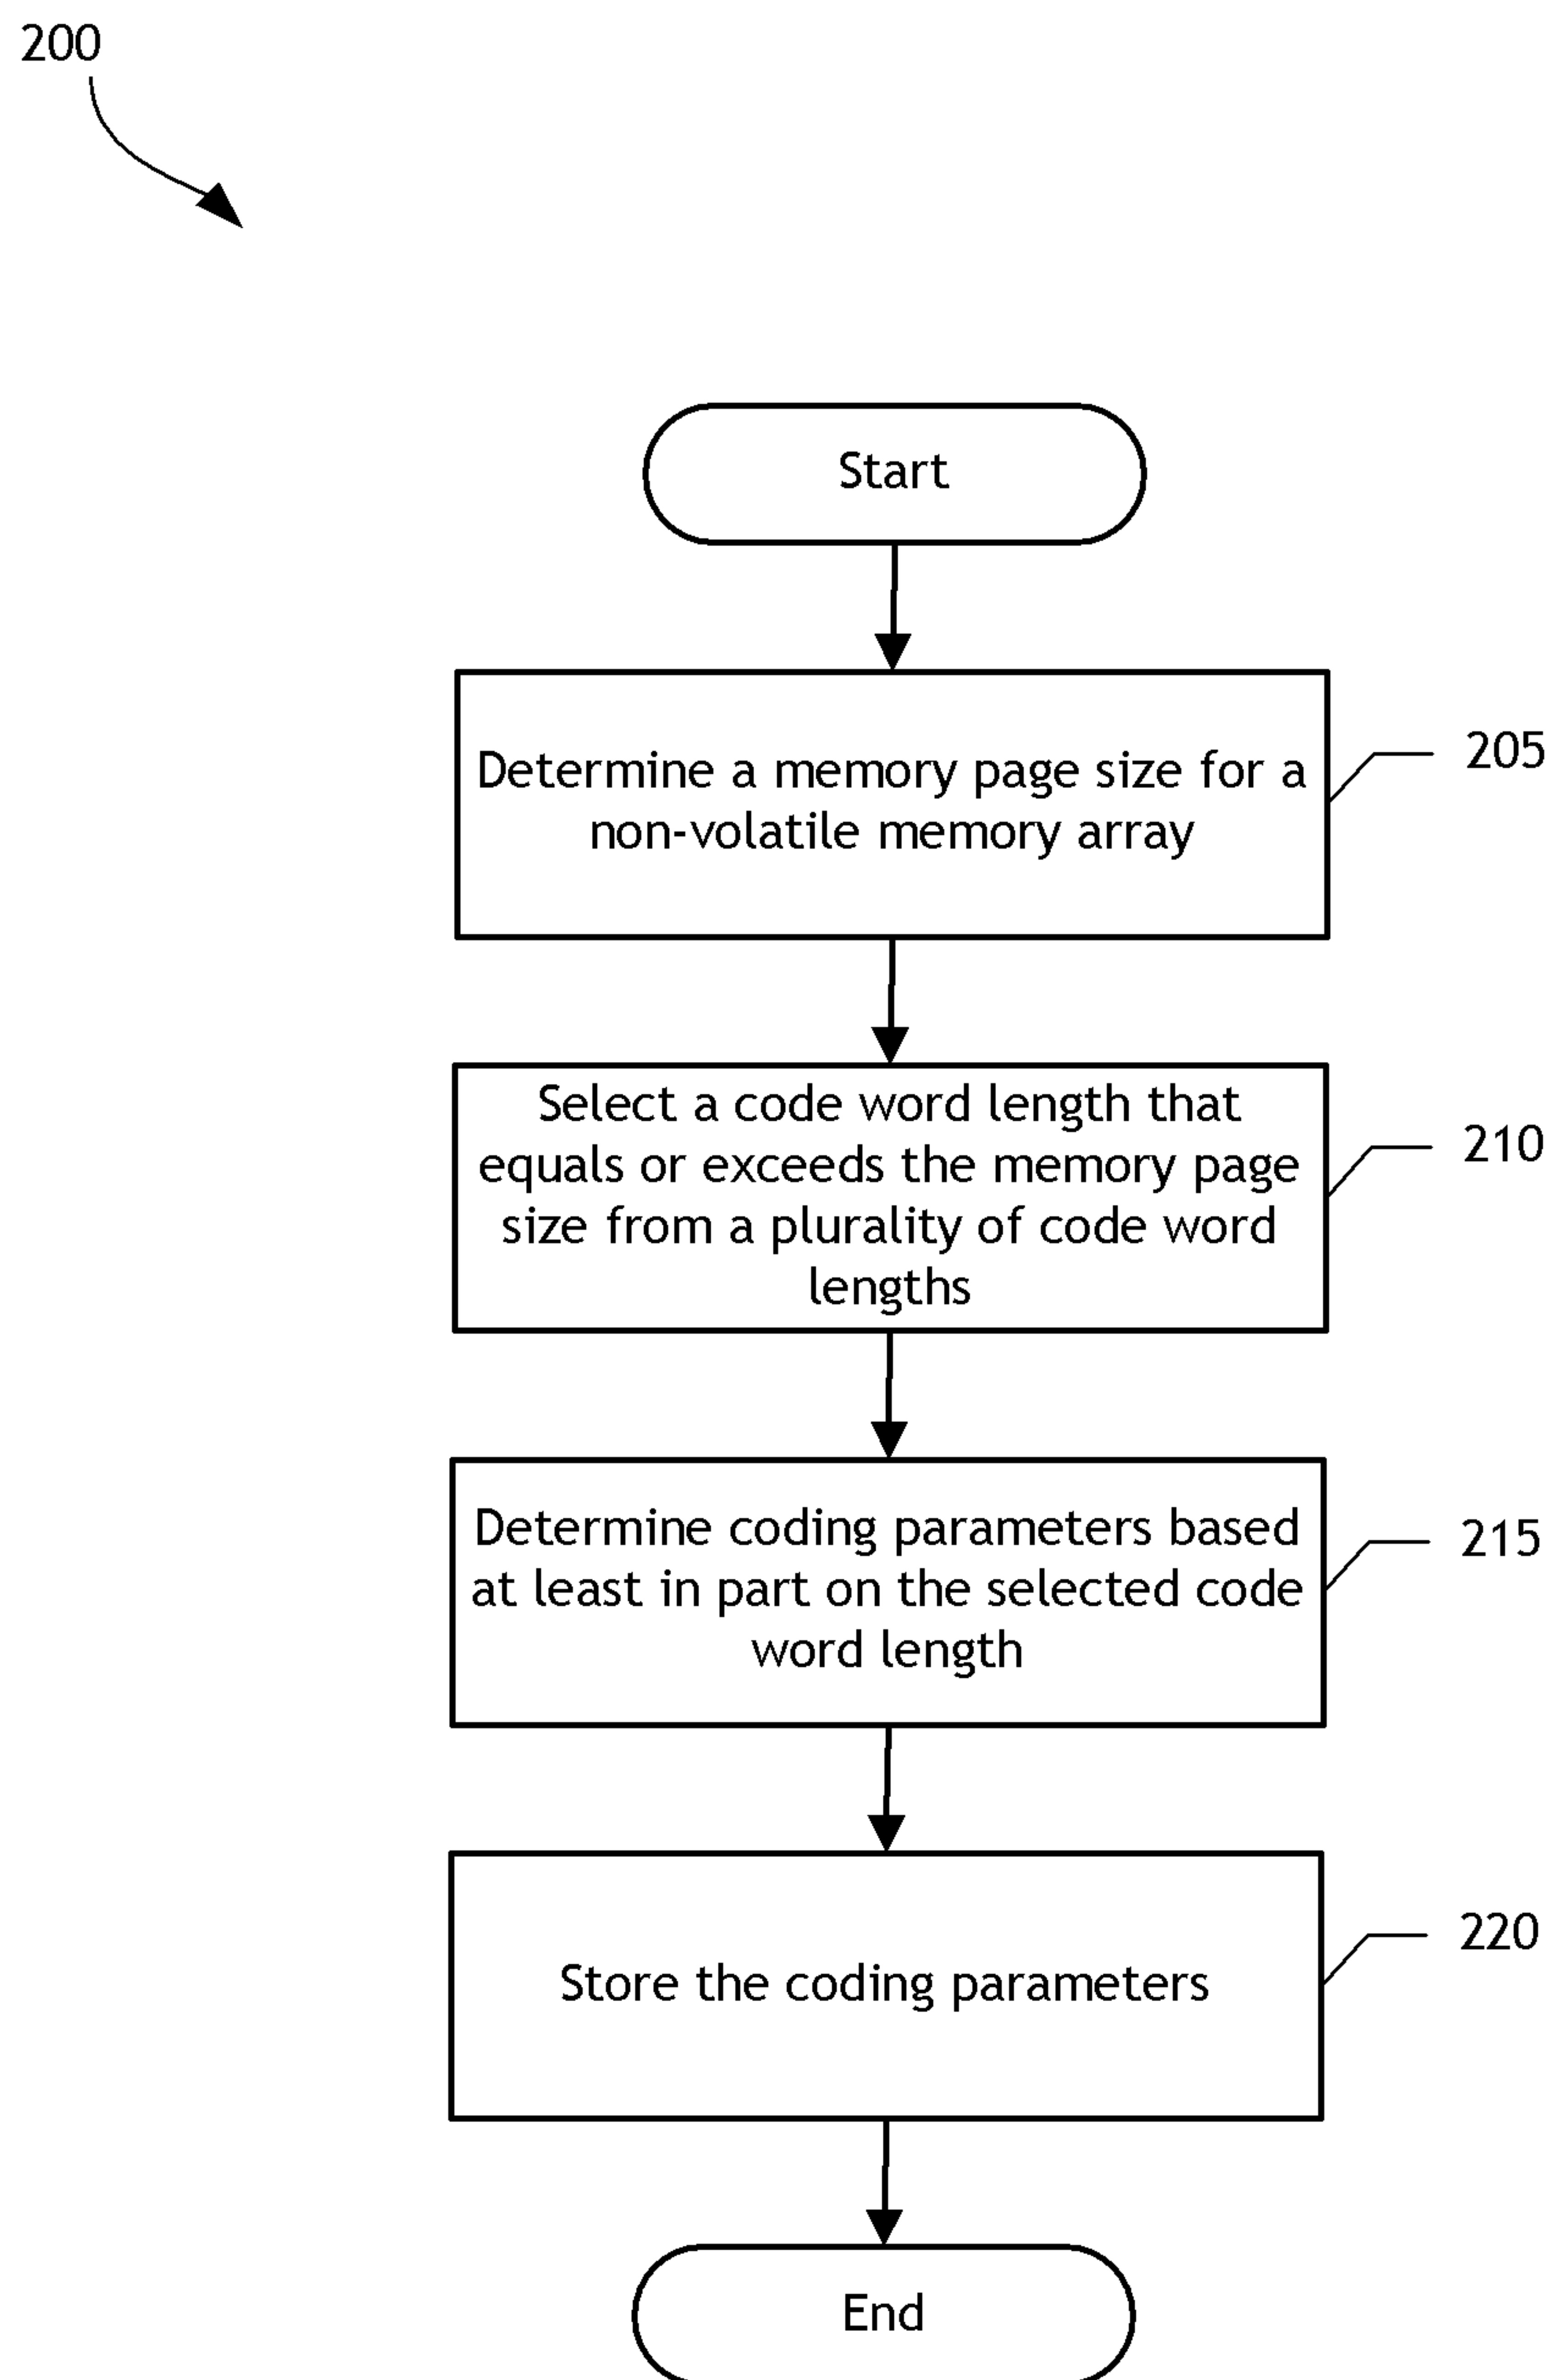 200
Start
Determine a memory page size for a
non-volatile memory array
205
Select a code word length that
equals or exceeds the memory page
size from a plurality of code word
lengths
210
Determine coding parameters based
at least in part on the selected code
word length
215
Store the coding parameters
220
End